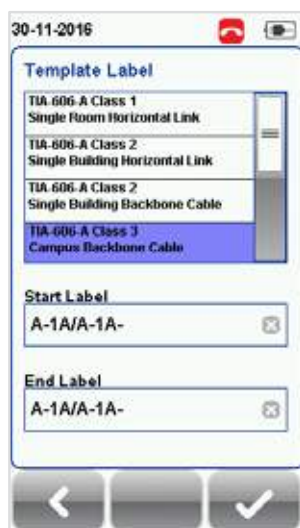 30-11-2016
Template Label
TIA-606-A Class 1
Single Room Horizontal Link
TIA-606-A Class 2
Single Building Horizontal Link
TIA-606-A Class 2
Single Building Backbone Cable
TIA-606-A Class 3
Campus Backbone Cable
Start Label
A-1A/A-1A-
End Label
A-1A/A-1A-